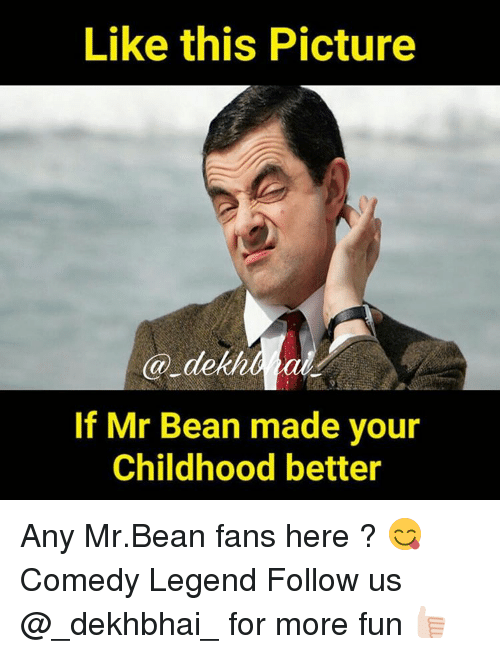 Like this Picture
@_dekhbhai_
If Mr Bean made your
Childhood better
Any Mr.Bean fans here ? 😋
Comedy Legend Follow us
@_dekhbhai_ for more fun 👍🏻